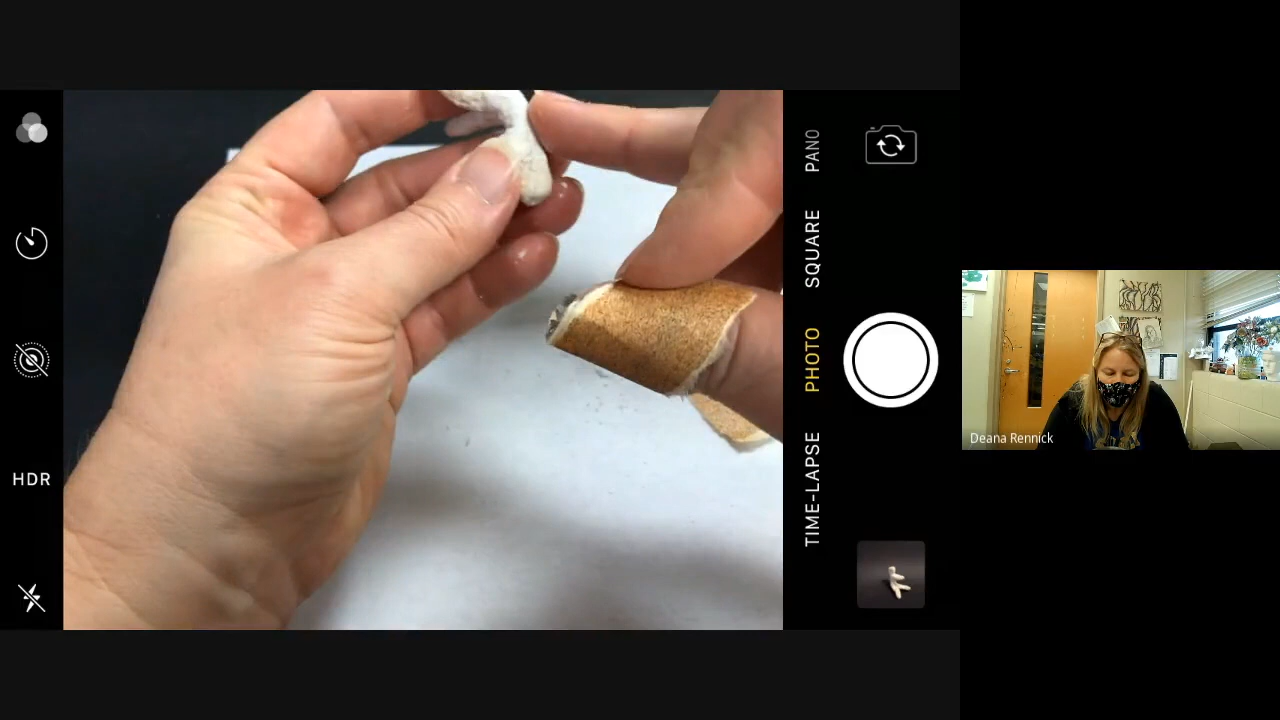 HDR
PANO
SQUARE
PHOTO
TIME-LAPSE
Deana Rennick